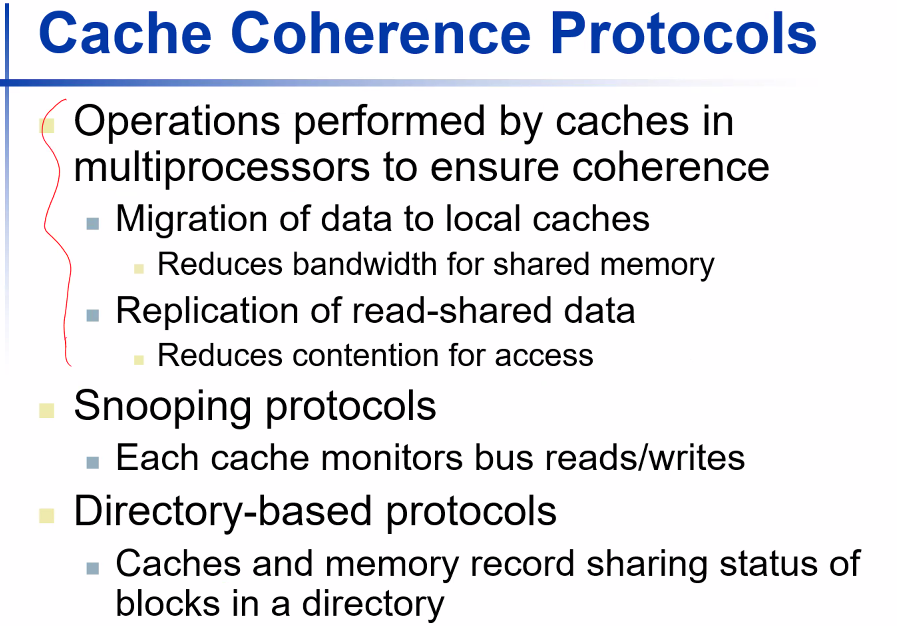 Cache Coherence Protocols
Operations performed by caches in
multiprocessors to ensure coherence
Migration of data to local caches
Reduces bandwidth for shared memory
Replication of read-shared data
Reduces contention for access
Snooping protocols
Each cache monitors bus reads/writes
Directory-based protocols
Caches and memory record sharing status of
blocks in a directory